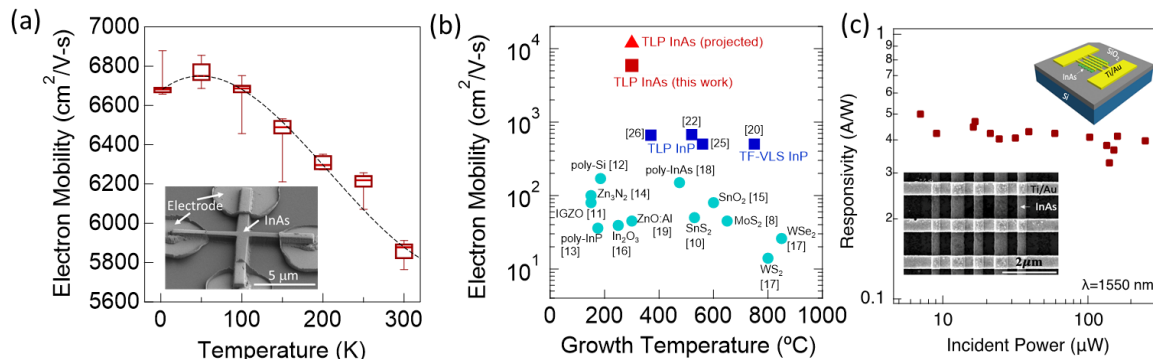 (a)
7000
6800
6600
6400
6200
6000
5800
5600
Electron Mobility (cm²/V-s)
0
100
200
300
Temperature (K)
Electrode
InAs
5 µm
(b)
10⁴
10³
10²
10¹
Electron Mobility (cm²/V-s)
TLP InAs (projected)
TLP InAs (this work)
[26]
[22]
[25]
[20]
TLP InP
TF-VLS InP
poly-Si [12]
poly-InAs [18]
Zn₃N₂ [14]
SnO₂ [15]
IGZO [11]
ZnO:Al
[19]
MoS₂ [8]
poly-InP
[13]
In₂O₃
[16]
SnS₂
[10]
WSe₂
[17]
WS₂
[17]
0
200
400
600
800
1000
Growth Temperature (ºC)
(c)
1
8
6
4
2
0.1
Responsivity (A/W)
SiO₂
Ti/Au
InAs
Si
Ti/Au
InAs
2µm
λ=1550 nm
10
100
Incident Power (µW)